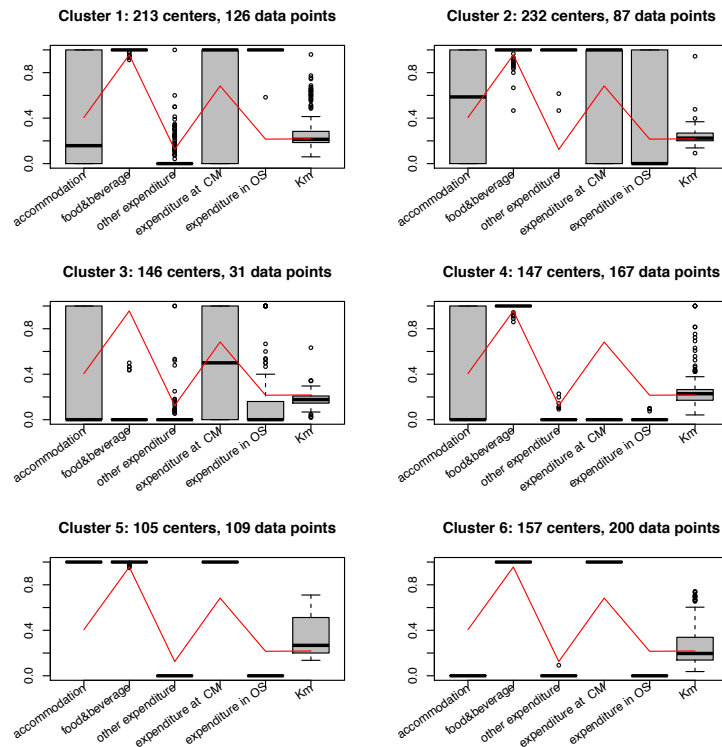 Cluster 1: 213 centers, 126 data points
0.0 0.4 0.8
accommodation food&beverage other expenditure expenditure at CM expenditure in OS Km
Cluster 2: 232 centers, 87 data points
0.0 0.4 0.8
accommodation food&beverage other expenditure expenditure at CM expenditure in OS Km
Cluster 3: 146 centers, 31 data points
0.0 0.4 0.8
accommodation food&beverage other expenditure expenditure at CM expenditure in OS Km
Cluster 4: 147 centers, 167 data points
0.0 0.4 0.8
accommodation food&beverage other expenditure expenditure at CM expenditure in OS Km
Cluster 5: 105 centers, 109 data points
0.0 0.4 0.8
accommodation food&beverage other expenditure expenditure at CM expenditure in OS Km
Cluster 6: 157 centers, 200 data points
0.0 0.4 0.8
accommodation food&beverage other expenditure expenditure at CM expenditure in OS Km